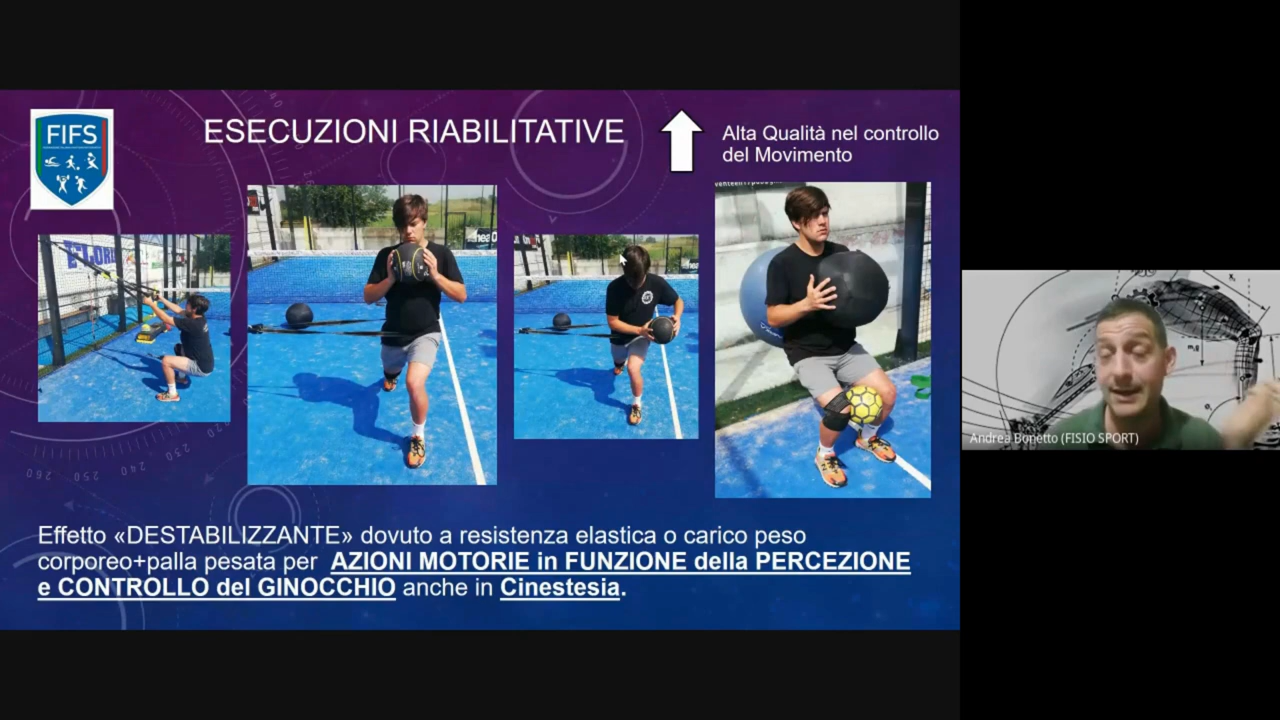 FIFS
ESECUZIONI RIABILITATIVE
Alta Qualità nel controllo
del Movimento
Effetto «DESTABILIZZANTE» dovuto a resistenza elastica o carico peso
corporeo+palla pesata per AZIONI MOTORIE in FUNZIONE della PERCEZIONE
e CONTROLLO del GINOCCHIO anche in Cinestesia.
Andrea Bonetto (FISIO SPORT)